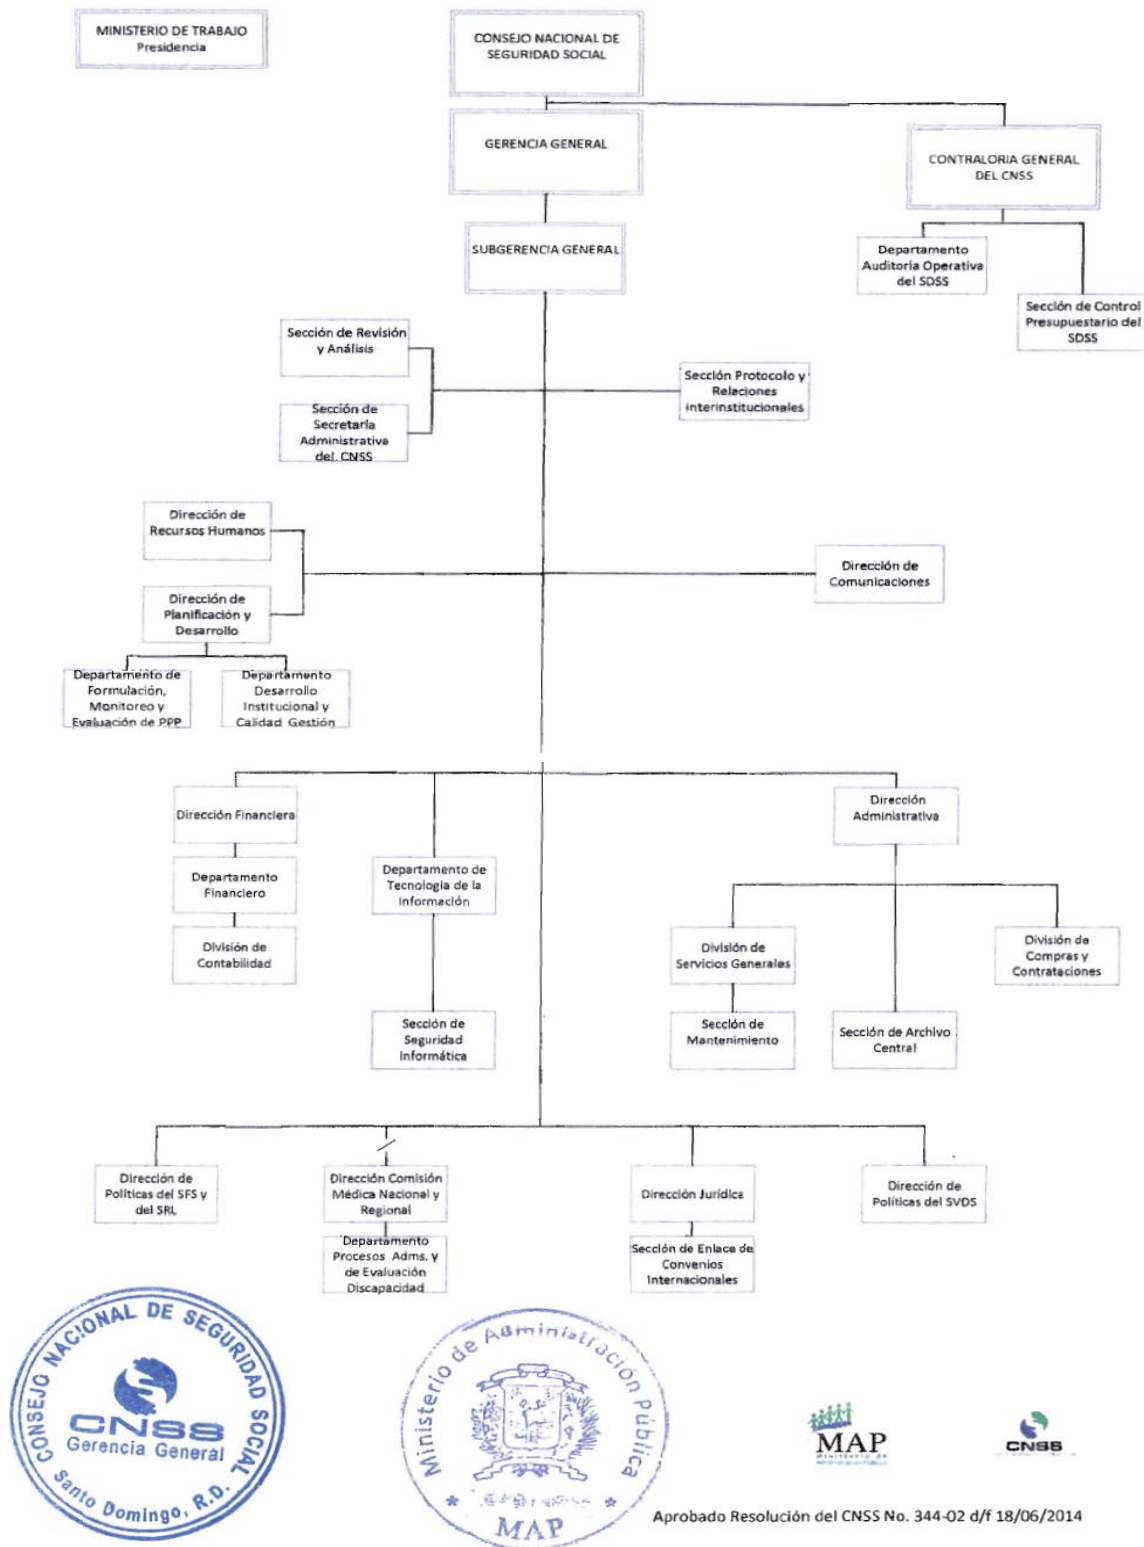 MINISTERIO DE TRABAJO
Presidencia
CONSEJO NACIONAL DE
SEGURIDAD SOCIAL
GERENCIA GENERAL
CONTRALORIA GENERAL
DEL CNSS
SUBGERENCIA GENERAL
Departamento
Auditoría Operativa
del SDSS
Sección de Control
Presupuestario del
SDSS
Sección de Revisión
y Análisis
Sección Protocolo y
Relaciones
interinstitucionales
Sección de
Secretaría
Administrativa
del CNSS
Dirección de
Recursos Humanos
Dirección de
Comunicaciones
Dirección de
Planificación y
Desarrollo
Departamento de
Formulación,
Monitoreo y
Evaluación de PPP
Departamento
Desarrollo
Institucional y
Calidad Gestión
Dirección Financiera
Dirección
Administrativa
Departamento
Financiero
Departamento de
Tecnología de la
Información
División de
Contabilidad
División de
Servicios Generales
División de
Compras y
Contrataciones
Sección de
Seguridad
Informática
Sección de
Mantenimiento
Sección de Archivo
Central
Dirección de
Políticas del SFS y
del SRL
Dirección Comisión
Médica Nacional y
Regional
Dirección Jurídica
Dirección de
Políticas del SVDS
Departamento
Procesos Adms. y
de Evaluación
Discapacidad
Sección de Enlace de
Convenios
Internacionales
CONSEJO NACIONAL DE SEGURIDAD SOCIAL
CNSS
Gerencia General
Santo Domingo, R.D.
Ministerio de Administración Pública
MAP
MAP
CNSS
Aprobado Resolución del CNSS No. 344-02 d/f 18/06/2014